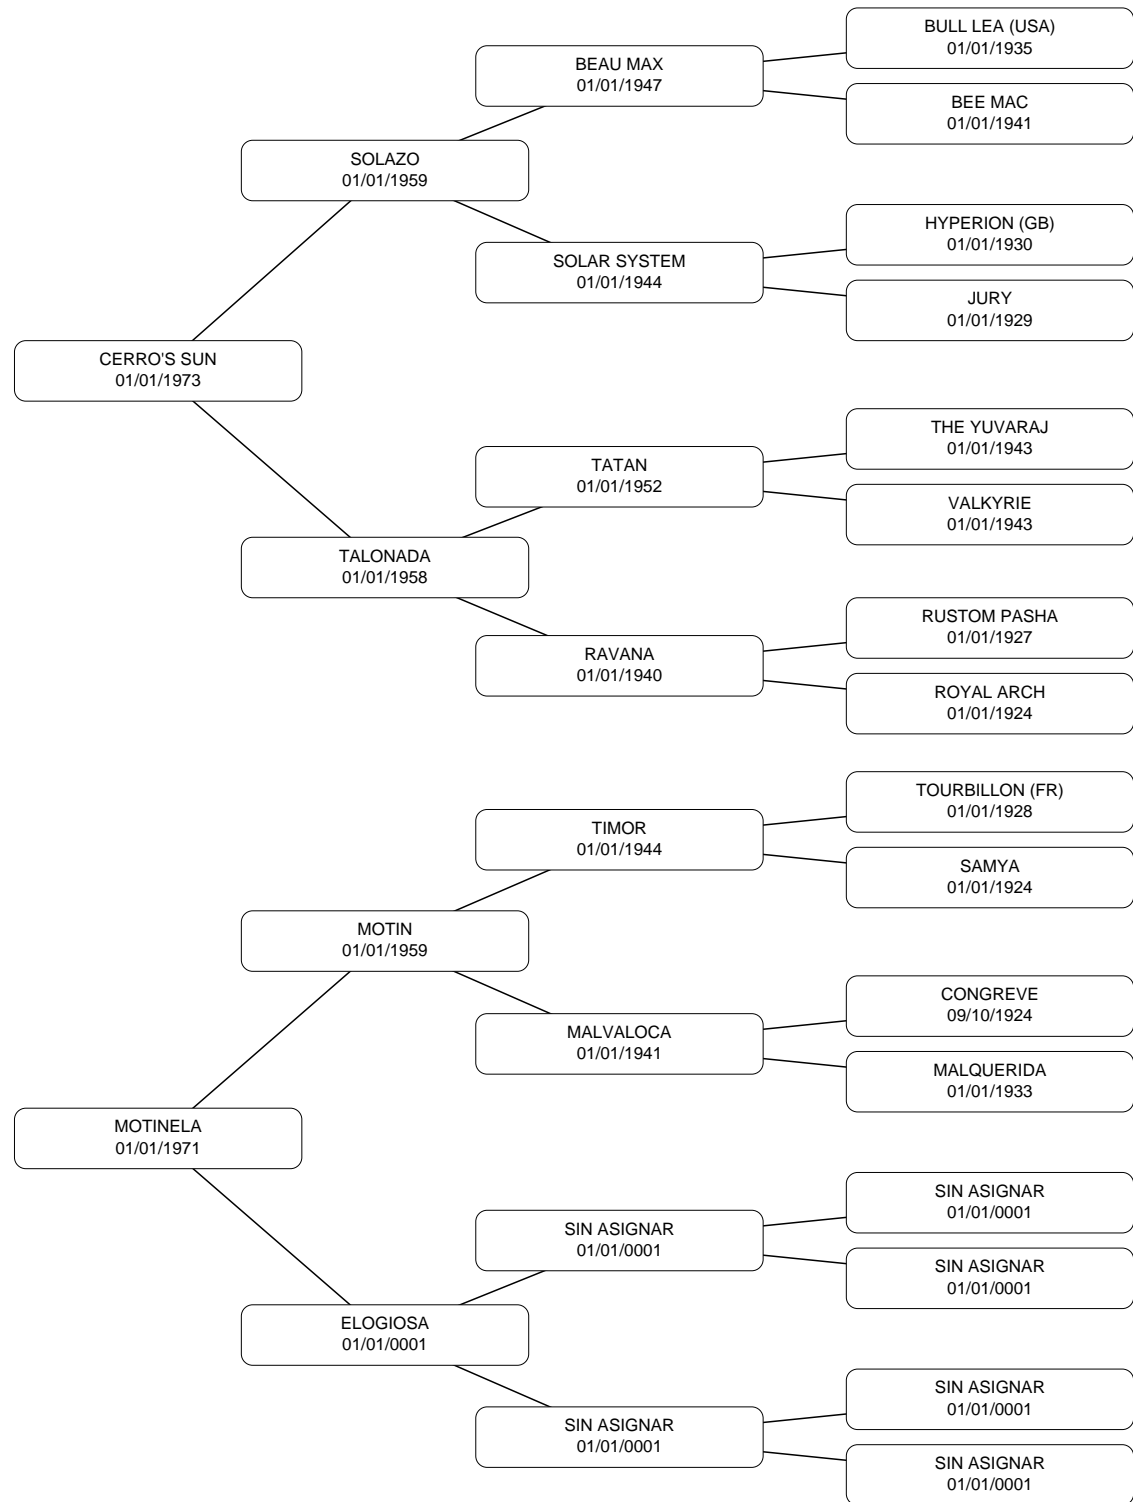 BULL LEA (USA)
01/01/1935
BEAU MAX
01/01/1947
BEE MAC
01/01/1941
SOLAZO
01/01/1959
HYPERION (GB)
01/01/1930
SOLAR SYSTEM
01/01/1944
JURY
01/01/1929
CERRO'S SUN
01/01/1973
THE YUVARAJ
01/01/1943
TATAN
01/01/1952
VALKYRIE
01/01/1943
TALONADA
01/01/1958
RUSTOM PASHA
01/01/1927
RAVANA
01/01/1940
ROYAL ARCH
01/01/1924
TOURBILLON (FR)
01/01/1928
TIMOR
01/01/1944
SAMYA
01/01/1924
MOTIN
01/01/1959
CONGREVE
09/10/1924
MALVALOCA
01/01/1941
MALQUERIDA
01/01/1933
MOTINELA
01/01/1971
SIN ASIGNAR
01/01/0001
SIN ASIGNAR
01/01/0001
SIN ASIGNAR
01/01/0001
ELOGIOSA
01/01/0001
SIN ASIGNAR
01/01/0001
SIN ASIGNAR
01/01/0001
SIN ASIGNAR
01/01/0001